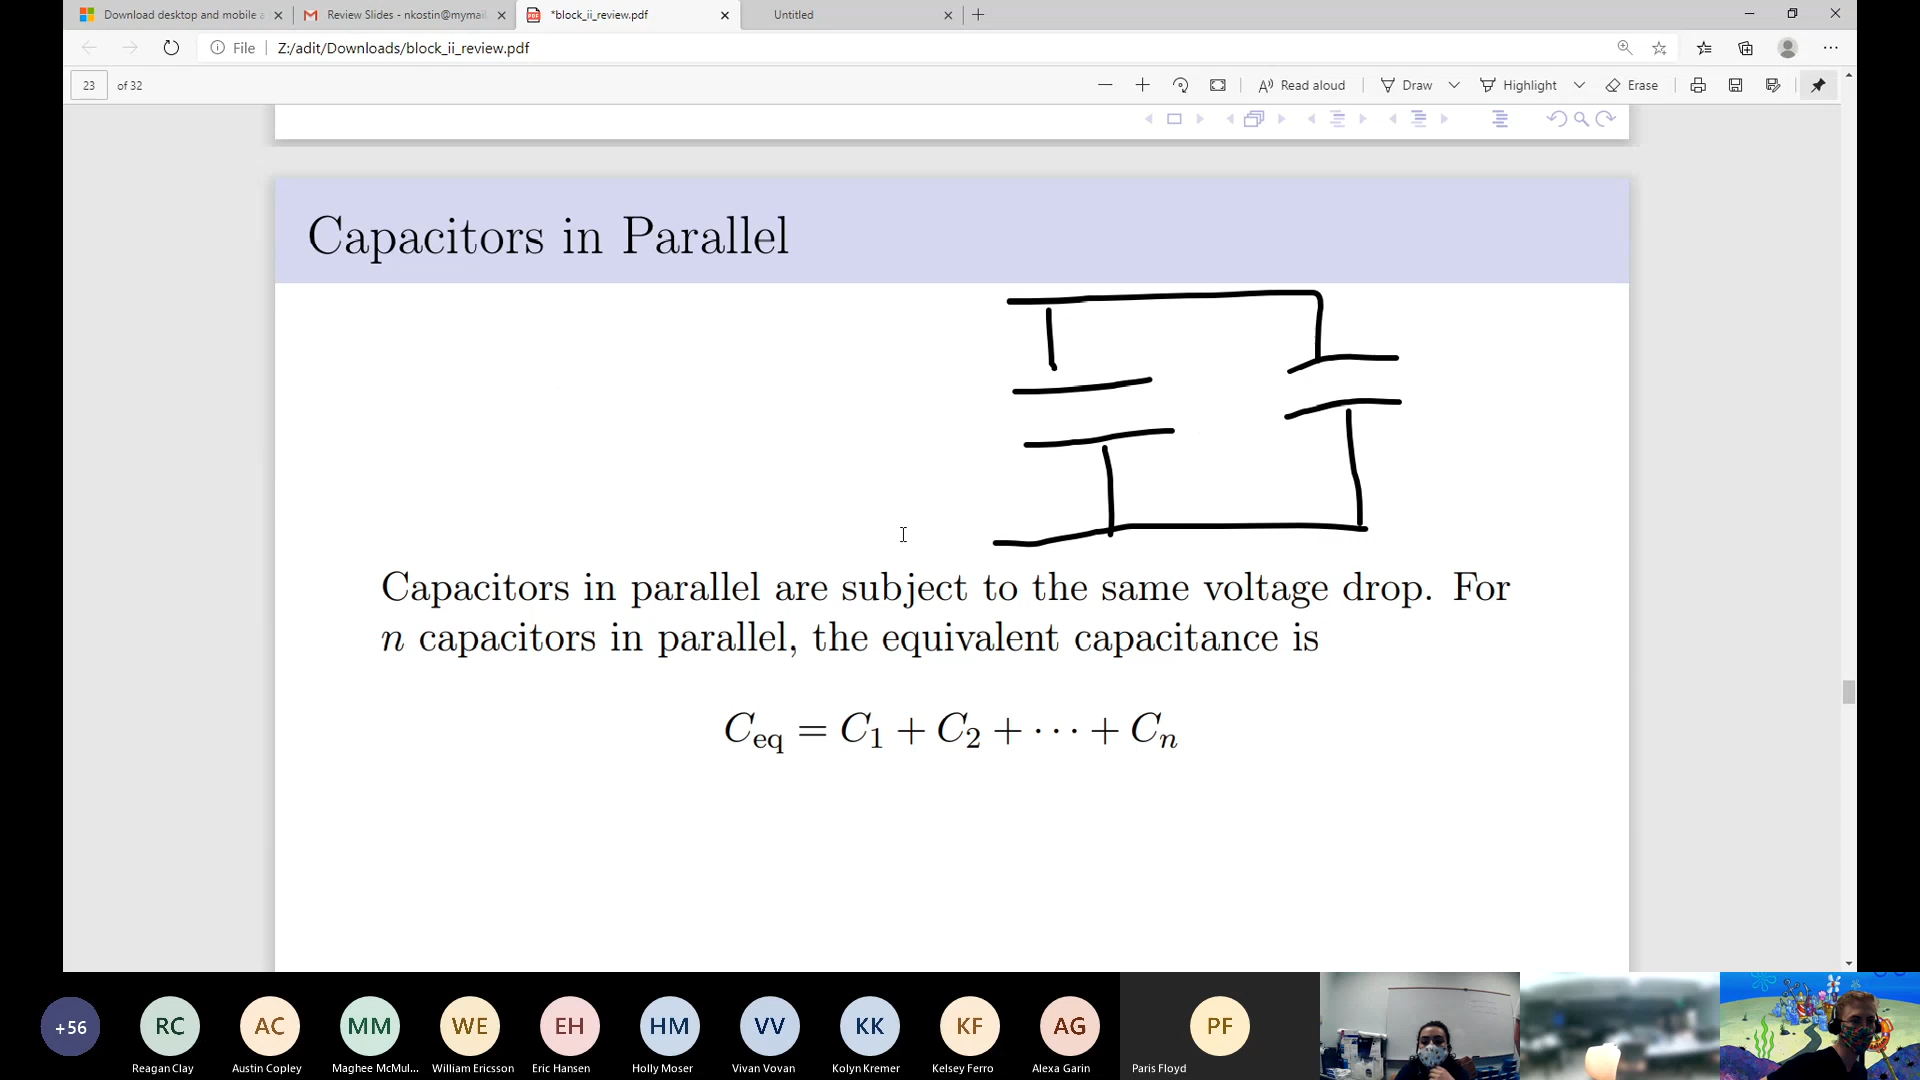 Download desktop and mobile a
Review Slides - nkostin@mymail
*block_ii_review.pdf
Untitled
File
Z:/adit/Downloads/block_ii_review.pdf
23 of 32
Read aloud
Draw
Highlight
Erase
Capacitors in Parallel
Capacitors in parallel are subject to the same voltage drop. For
n capacitors in parallel, the equivalent capacitance is
C_eq = C_1 + C_2 + ··· + C_n
+56
RC
AC
MM
WE
EH
HM
VV
KK
KF
AG
PF
Reagan Clay
Austin Copley
Maghee McMul...
William Ericsson
Eric Hansen
Holly Moser
Vivan Vovan
Kolyn Kremer
Kelsey Ferro
Alexa Garin
Paris Floyd